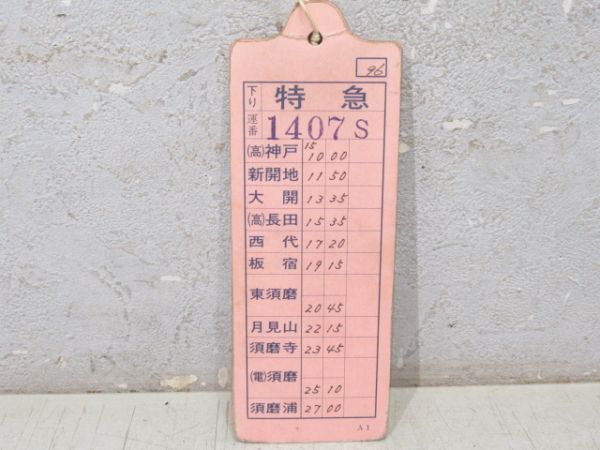 96
下り 特急
運番 1407S
(高)神戸 15 10 00
新開地 11 50
大開 13 35
(高)長田 15 35
西代 17 20
板宿 19 15
東須磨 20 45
月見山 22 15
須磨寺 23 45
(電)須磨 25 10
須磨浦 27 00
A1